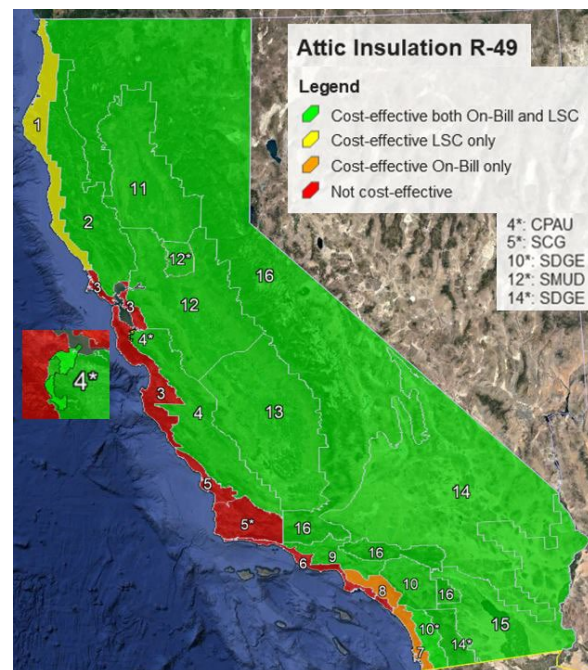 Attic Insulation R-49
Legend
Cost-effective both On-Bill and LSC
Cost-effective LSC only
Cost-effective On-Bill only
Not cost-effective
4*: CPAU
5*: SCG
10*: SDGE
12*: SMUD
14*: SDGE
1
11
2
12*
16
3
3
12
4*
4*
3
4
13
14
5
5*
16
6
9
16
8
10
16
15
10*
14*
7